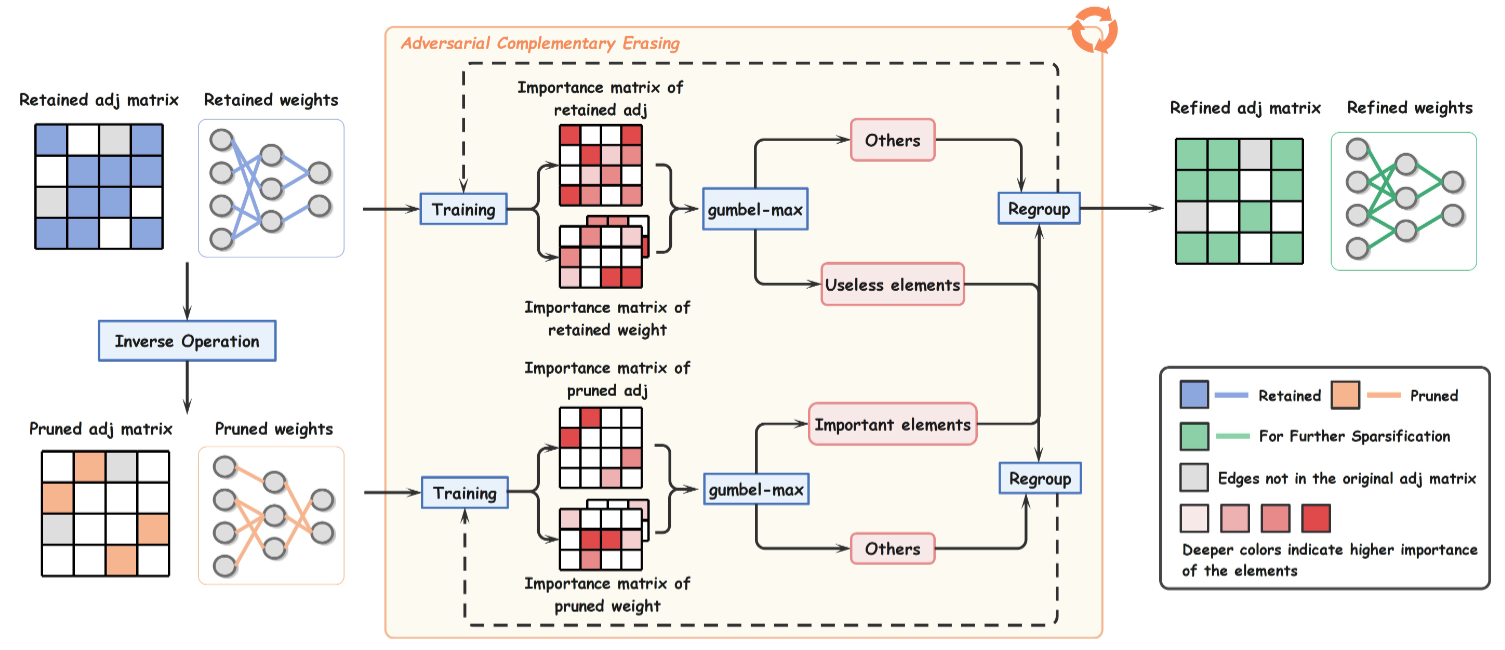 Adversarial Complementary Erasing
Retained adj matrix
Retained weights
Inverse Operation
Pruned adj matrix
Pruned weights
Importance matrix of
retained adj
Training
Importance matrix of
retained weight
gumbel-max
Others
Useless elements
Regroup
Importance matrix of
pruned adj
Training
Importance matrix of
pruned weight
gumbel-max
Important elements
Others
Regroup
Refined adj matrix
Refined weights
Retained
Pruned
For Further Sparsification
Edges not in the original adj matrix
Deeper colors indicate higher importance
of the elements